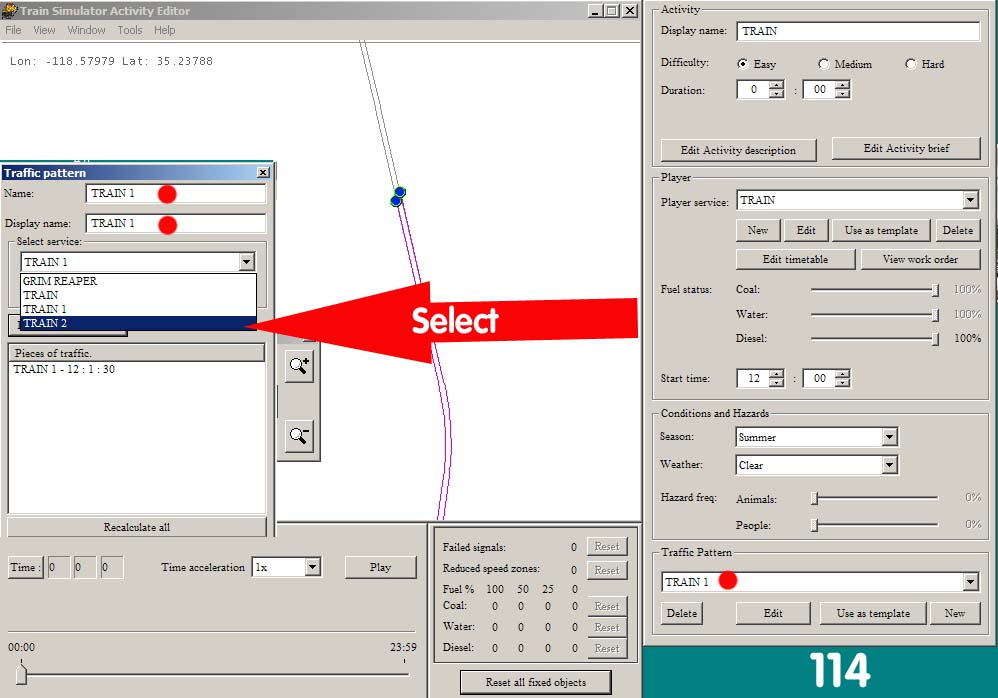 Train Simulator Activity Editor
File View Window Tools Help
Lon: -118.57979 Lat: 35.23788
Traffic pattern
Name: TRAIN 1
Display name: TRAIN 1
Select service:
TRAIN 1
GRIM REAPER
TRAIN
TRAIN 1
TRAIN 2
Select
Pieces of traffic.
TRAIN 1 - 12 : 1 : 30
Recalculate all
Time : 0 0 0 Time acceleration 1x Play
00:00 23:59
Failed signals: 0 Reset
Reduced speed zones: 0 Reset
Fuel % 100 50 25 0
Coal: 0 0 0 0 Reset
Water: 0 0 0 0 Reset
Diesel: 0 0 0 0 Reset
Reset all fixed objects
Activity
Display name: TRAIN
Difficulty: Easy Medium Hard
Duration: 0 : 00
Edit Activity description Edit Activity brief
Player
Player service: TRAIN
New Edit Use as template Delete
Edit timetable View work order
Fuel status: Coal: 100%
Water: 100%
Diesel: 100%
Start time: 12 : 00
Conditions and Hazards
Season: Summer
Weather: Clear
Hazard freq: Animals: 0%
People: 0%
Traffic Pattern
TRAIN 1
Delete Edit Use as template New
114